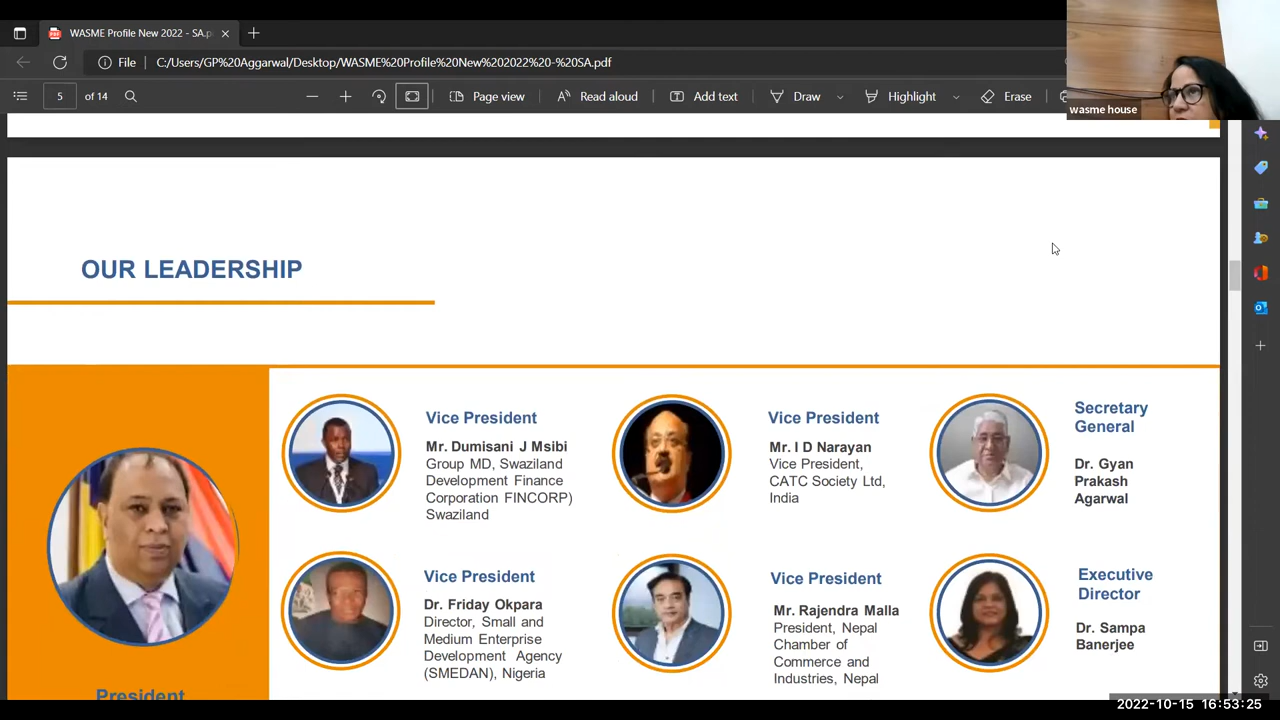 WASME Profile New 2022 - SA.p
File
C:/Users/GP%20Aggarwal/Desktop/WASME%20Profile%20New%202022%20-%20SA.pdf
5 of 14
Page view
Read aloud
Add text
Draw
Highlight
Erase
wasme house
OUR LEADERSHIP
President
Vice President
Mr. Dumisani J Msibi
Group MD, Swaziland
Development Finance
Corporation FINCORP)
Swaziland
Vice President
Mr. I D Narayan
Vice President,
CATC Society Ltd,
India
Secretary
General
Dr. Gyan
Prakash
Agarwal
Vice President
Dr. Friday Okpara
Director, Small and
Medium Enterprise
Development Agency
(SMEDAN), Nigeria
Vice President
Mr. Rajendra Malla
President, Nepal
Chamber of
Commerce and
Industries, Nepal
Executive
Director
Dr. Sampa
Banerjee
2022-10-15 16:53:25